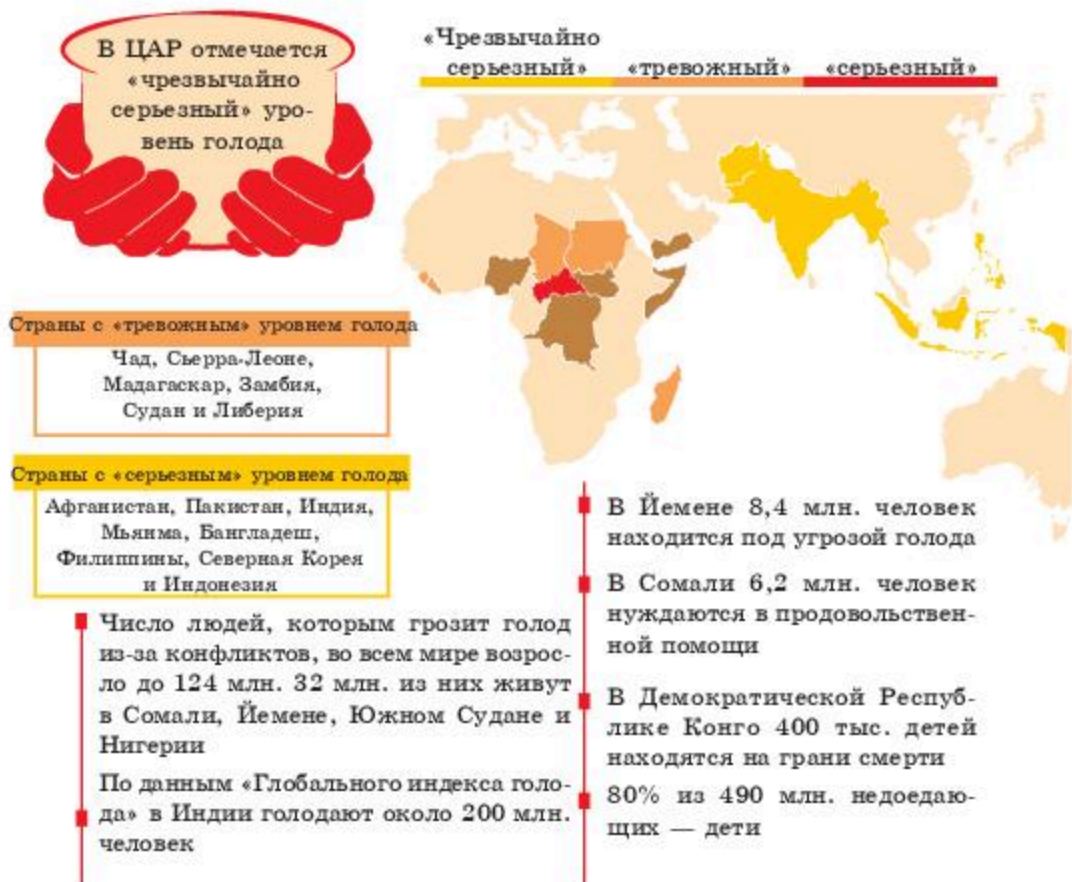 В ЦАР отмечается
«чрезвычайно
серьезный» уро-
вень голода
«Чрезвычайно
серьезный»
«тревожный»
«серьезный»
Страны с «тревожным» уровнем голода
Чад, Сьерра-Леоне,
Мадагаскар, Замбия,
Судан и Либерия
Страны с «серьезным» уровнем голода
Афганистан, Пакистан, Индия,
Мьянма, Бангладеш,
Филиппины, Северная Корея
и Индонезия
Число людей, которым грозит голод
из-за конфликтов, во всем мире возрос-
ло до 124 млн. 32 млн. из них живут
в Сомали, Йемене, Южном Судане и
Нигерии
По данным «Глобального индекса голо-
да» в Индии голодают около 200 млн.
человек
В Йемене 8,4 млн. человек
находится под угрозой голода
В Сомали 6,2 млн. человек
нуждаются в продовольствен-
ной помощи
В Демократической Респуб-
лике Конго 400 тыс. детей
находятся на грани смерти
80% из 490 млн. недоедаю-
щих — дети